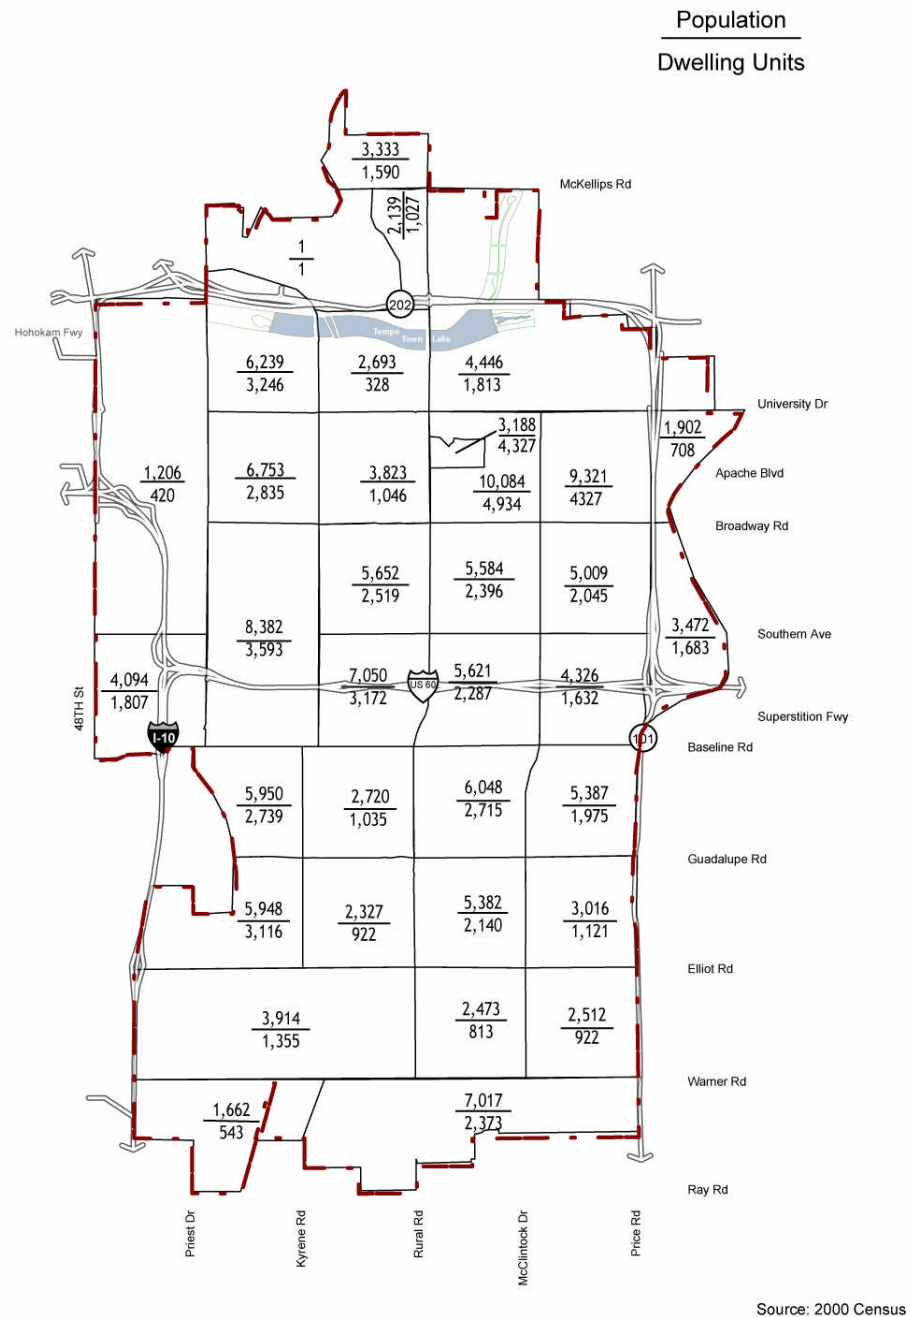 Population
Dwelling Units
3,333
1,590
McKellips Rd
2,139
1,027
1
1
202
Hohokam Fwy
Tempe
Town Lake
6,239
3,246
2,693
328
4,446
1,813
University Dr
3,188
4,327
1,902
708
1,206
420
6,753
2,835
3,823
1,046
10,084
4,934
9,321
4327
Apache Blvd
Broadway Rd
5,652
2,519
5,584
2,396
5,009
2,045
8,382
3,593
3,472
1,683
Southern Ave
4,094
1,807
7,050
3,172
US 60
5,621
2,287
4,326
1,632
48TH St
Superstition Fwy
I-10
101
Baseline Rd
5,950
2,739
2,720
1,035
6,048
2,715
5,387
1,975
Guadalupe Rd
5,948
3,116
2,327
922
5,382
2,140
3,016
1,121
Elliot Rd
3,914
1,355
2,473
813
2,512
922
Warner Rd
1,662
543
7,017
2,373
Ray Rd
Priest Dr
Kyrene Rd
Rural Rd
McClintock Dr
Price Rd
Source: 2000 Census